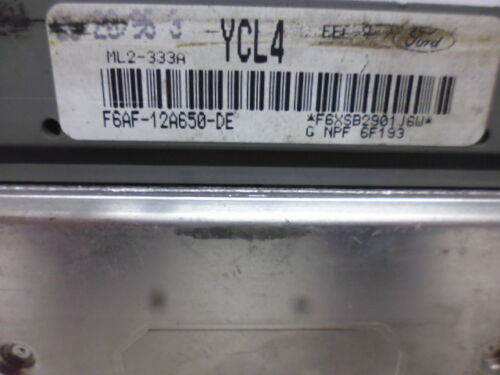 YCL4
Ford
ML2-333A
F6AF-12A650-DE
*F6XSB2901J6W*
G NPF 6F193